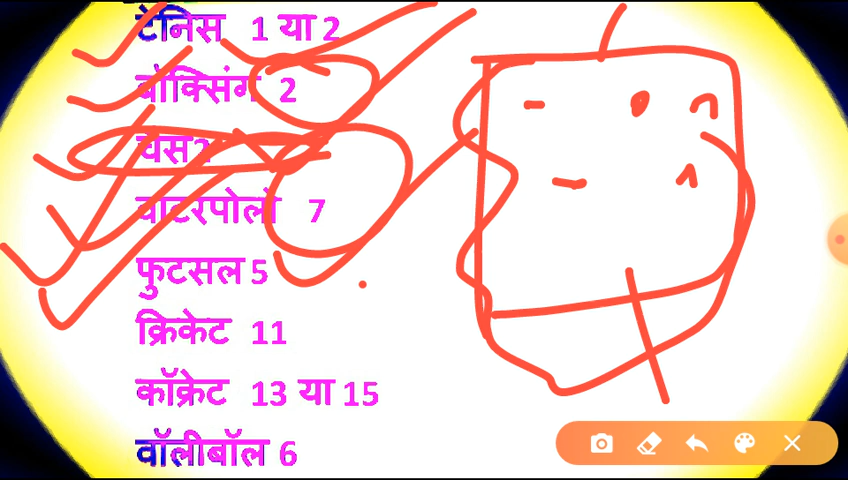 टेनिस 1 या 2
बॉक्सिंग 2
वाटरपोलो 7
फुटसल 5
क्रिकेट 11
कॉक्रेट 13 या 15
वॉलीबॉल 6